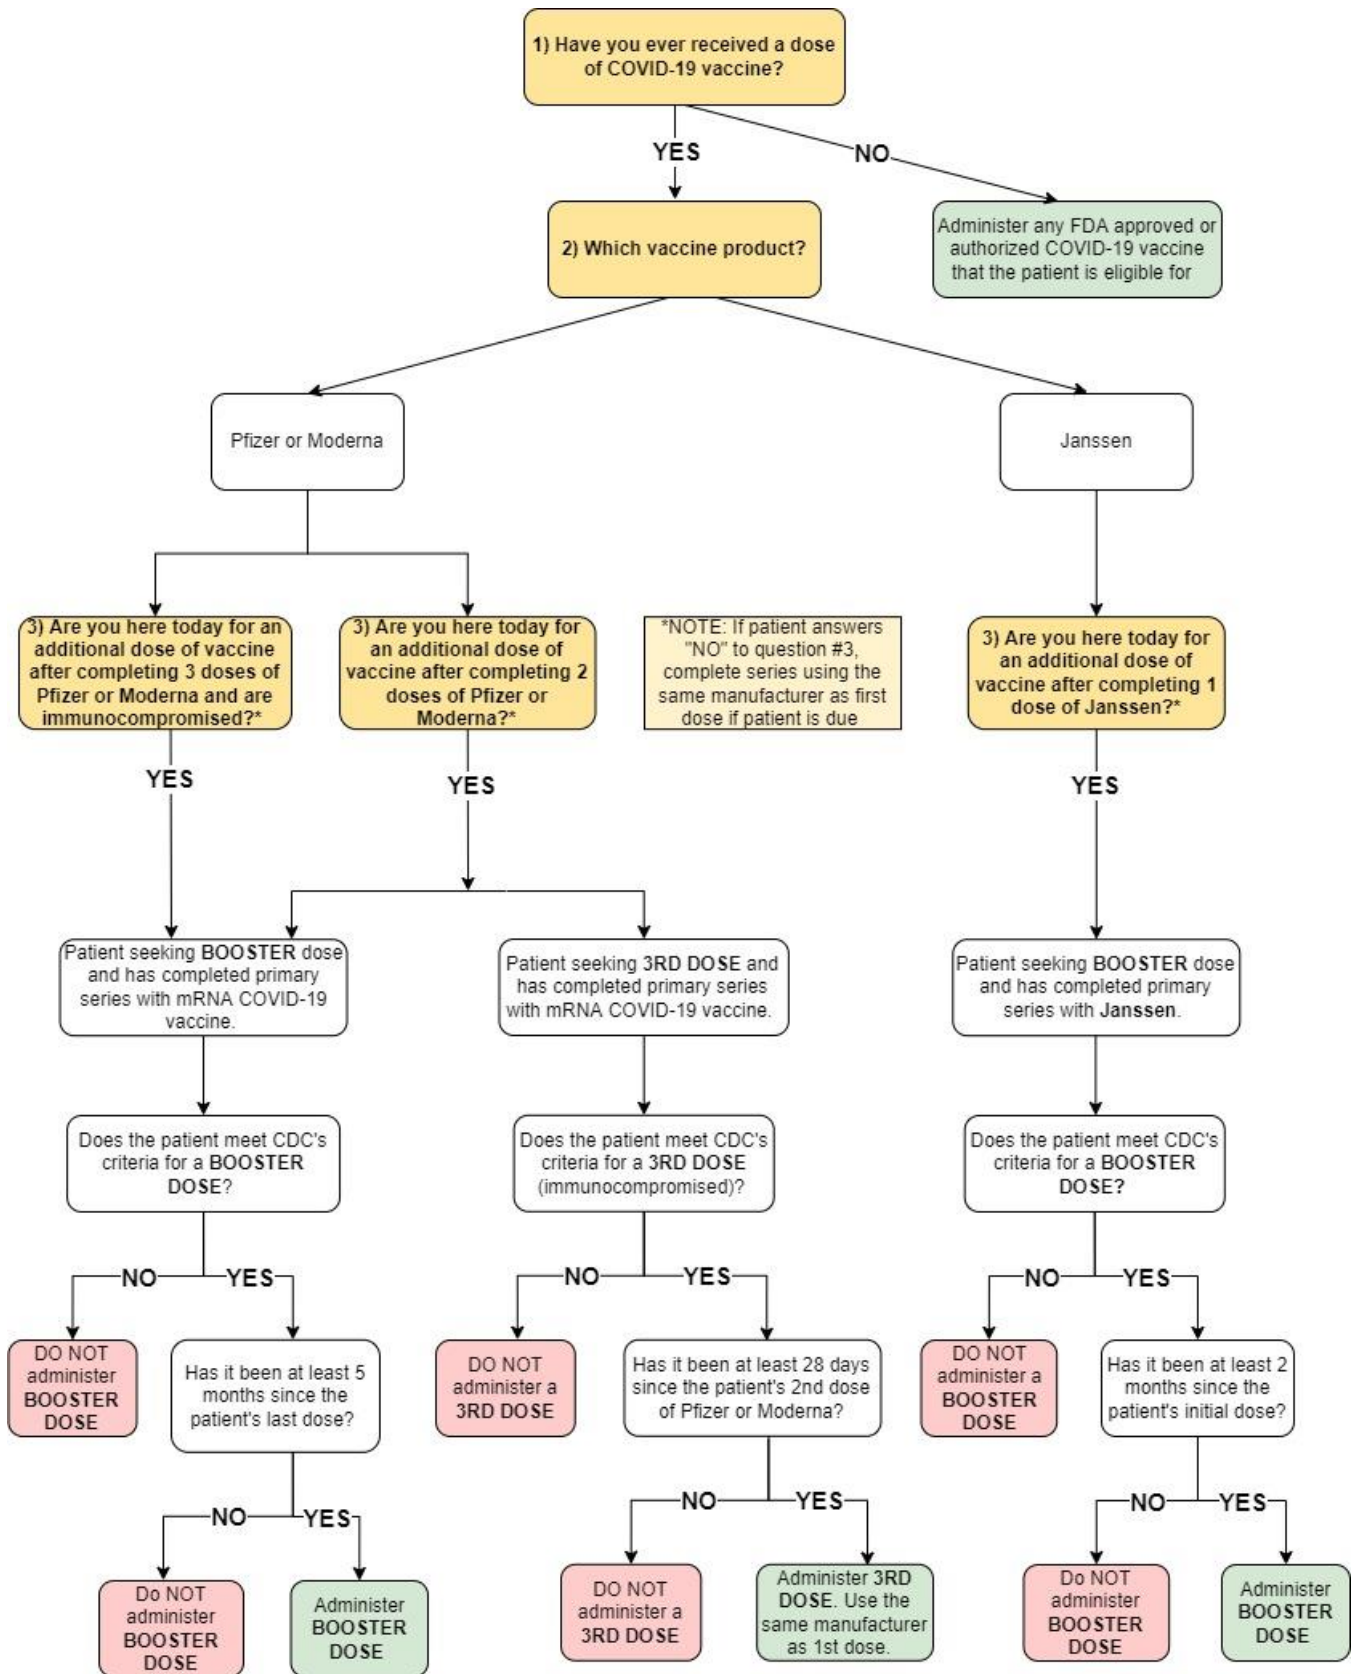 1) Have you ever received a dose
of COVID-19 vaccine?
YES
NO
2) Which vaccine product?
Administer any FDA approved or
authorized COVID-19 vaccine
that the patient is eligible for
Pfizer or Moderna
Janssen
3) Are you here today for an
additional dose of vaccine
after completing 3 doses of
Pfizer or Moderna and are
immunocompromised?*
3) Are you here today for
an additional dose of
vaccine after completing 2
doses of Pfizer or
Moderna?*
*NOTE: If patient answers
"NO" to question #3,
complete series using the
same manufacturer as first
dose if patient is due
3) Are you here today for
an additional dose of
vaccine after completing 1
dose of Janssen?*
YES
YES
YES
Patient seeking BOOSTER dose
and has completed primary
series with mRNA COVID-19
vaccine.
Patient seeking 3RD DOSE and
has completed primary series
with mRNA COVID-19 vaccine.
Patient seeking BOOSTER dose
and has completed primary
series with Janssen.
Does the patient meet CDC's
criteria for a BOOSTER
DOSE?
Does the patient meet CDC's
criteria for a 3RD DOSE
(immunocompromised)?
Does the patient meet CDC's
criteria for a BOOSTER
DOSE?
NO
YES
NO
YES
NO
YES
DO NOT
administer
BOOSTER
DOSE
Has it been at least 5
months since the
patient's last dose?
DO NOT
administer a
3RD DOSE
Has it been at least 28 days
since the patient's 2nd dose
of Pfizer or Moderna?
DO NOT
administer a
BOOSTER
DOSE
Has it been at least 2
months since the
patient's initial dose?
NO
YES
NO
YES
NO
YES
Do NOT
administer
BOOSTER
DOSE
Administer
BOOSTER
DOSE
DO NOT
administer a
3RD DOSE
Administer 3RD
DOSE. Use the
same manufacturer
as 1st dose.
Do NOT
administer
BOOSTER
DOSE
Administer
BOOSTER
DOSE